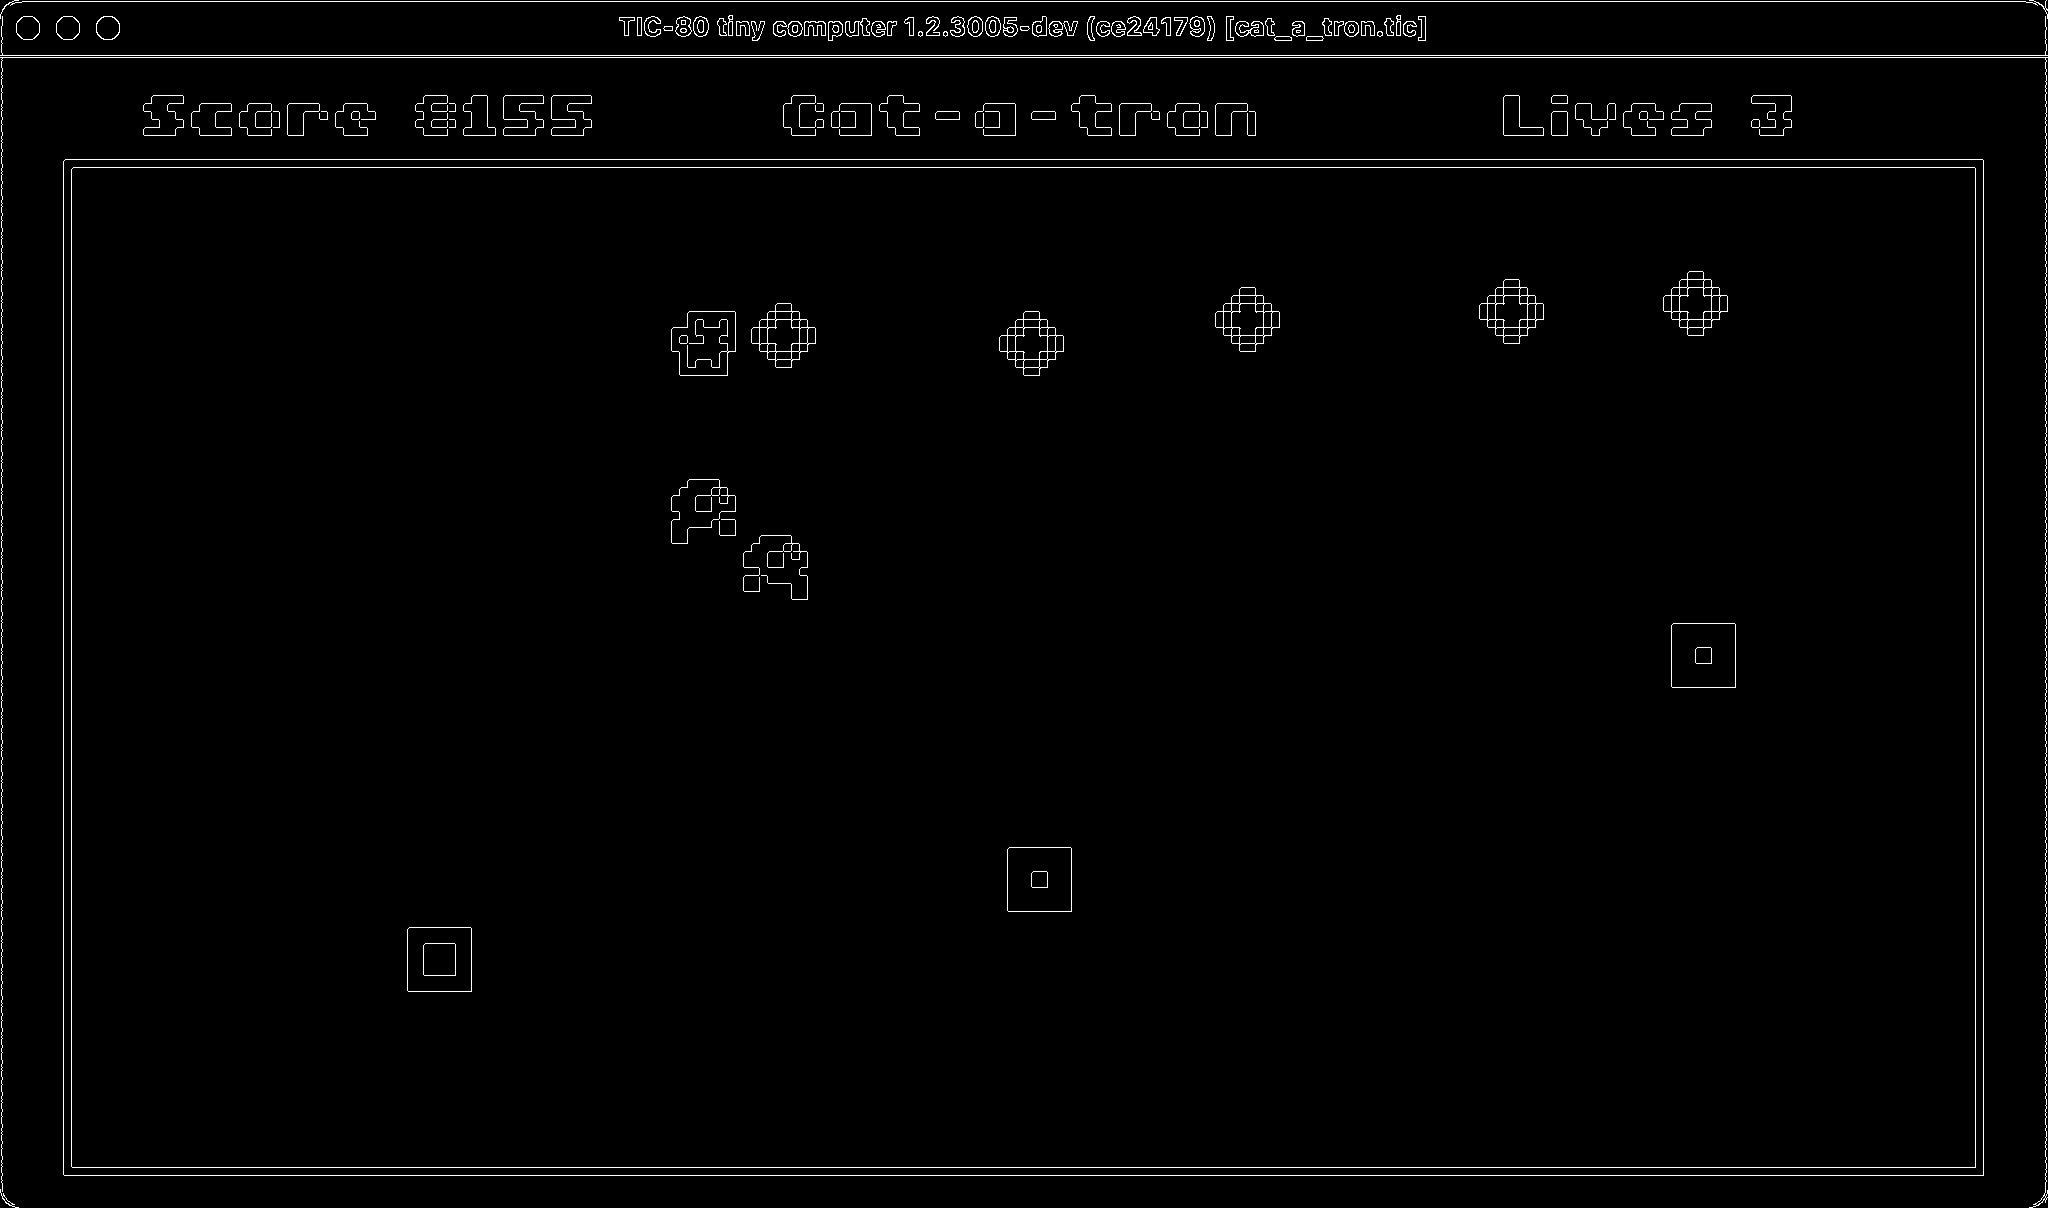 TIC-80 tiny computer 1.2.3005-dev (ce24179) [cat_a_tron.tic]
Score 8155 Cat-a-tron Lives 3